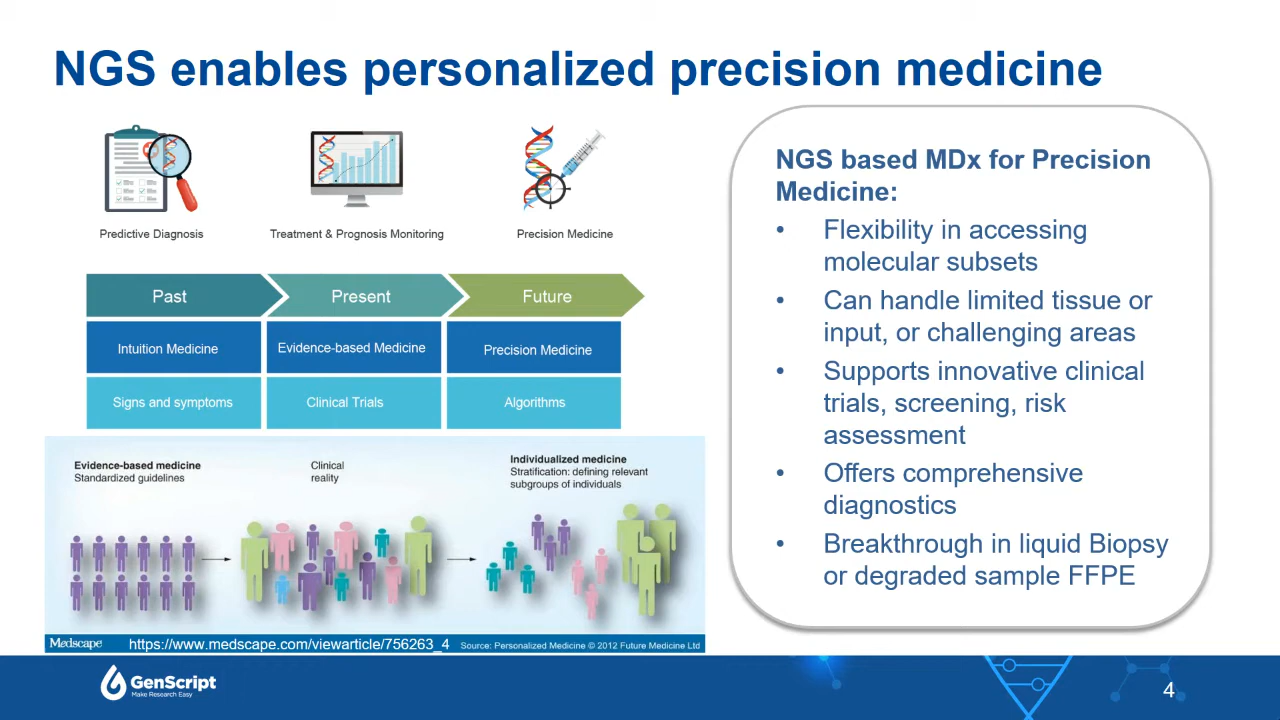 NGS enables personalized precision medicine
Predictive Diagnosis
Treatment & Prognosis Monitoring
Precision Medicine
Past
Present
Future
Intuition Medicine
Evidence-based Medicine
Precision Medicine
Signs and symptoms
Clinical Trials
Algorithms
Evidence-based medicine
Standardized guidelines
Clinical
reality
Individualized medicine
Stratification: defining relevant
subgroups of individuals
Medscape
https://www.medscape.com/viewarticle/756263_4
Source: Personalized Medicine © 2012 Future Medicine Ltd
NGS based MDx for Precision
Medicine:
• Flexibility in accessing
molecular subsets
• Can handle limited tissue or
input, or challenging areas
• Supports innovative clinical
trials, screening, risk
assessment
• Offers comprehensive
diagnostics
• Breakthrough in liquid Biopsy
or degraded sample FFPE
GenScript
Make Research Easy
4